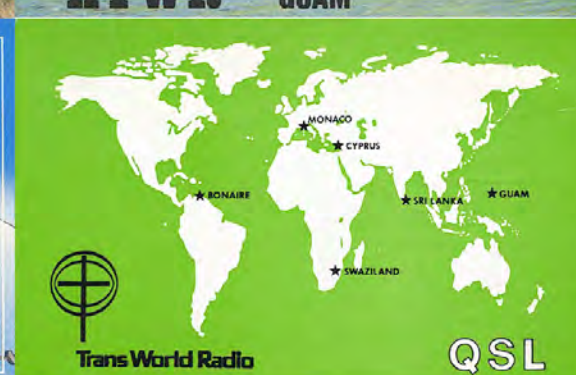 GUAM
MONACO
CYPRUS
BONAIRE
SRI LANKA
GUAM
SWAZILAND
Trans World Radio
QSL